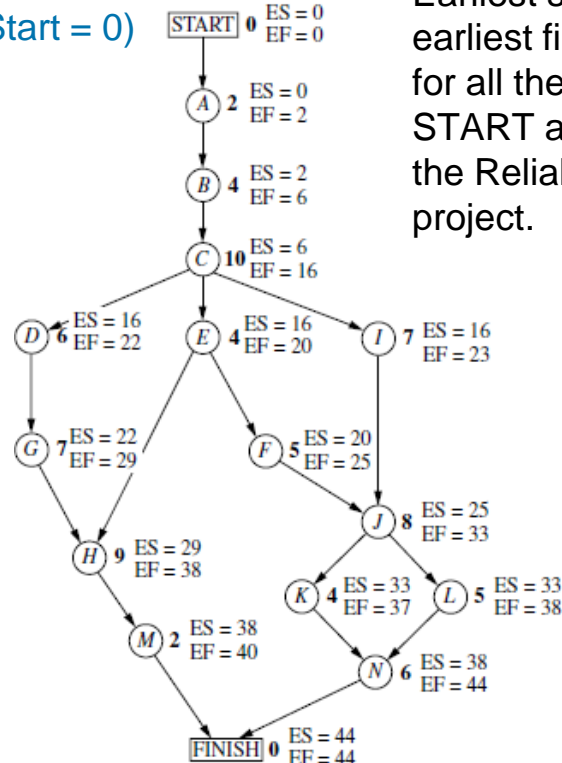 Start = 0)
earliest fi
for all the
START a
the Relial
project.
START 0 ES = 0
EF = 0
A 2 ES = 0
EF = 2
B 4 ES = 2
EF = 6
C 10 ES = 6
EF = 16
D 6 ES = 16
EF = 22
E 4 ES = 16
EF = 20
I 7 ES = 16
EF = 23
G 7 ES = 22
EF = 29
F 5 ES = 20
EF = 25
J 8 ES = 25
EF = 33
H 9 ES = 29
EF = 38
K 4 ES = 33
EF = 37
L 5 ES = 33
EF = 38
M 2 ES = 38
EF = 40
N 6 ES = 38
EF = 44
FINISH 0 ES = 44
EF = 44